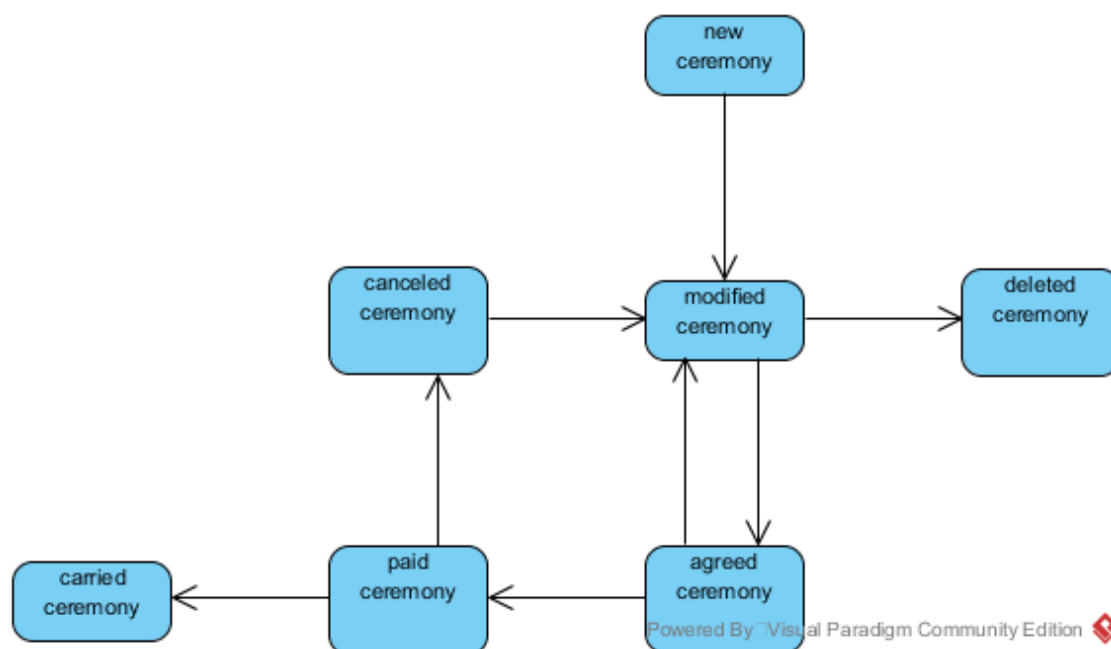 new
ceremony
canceled
ceremony
modified
ceremony
deleted
ceremony
carried
ceremony
paid
ceremony
agreed
ceremony
Powered By Visual Paradigm Community Edition